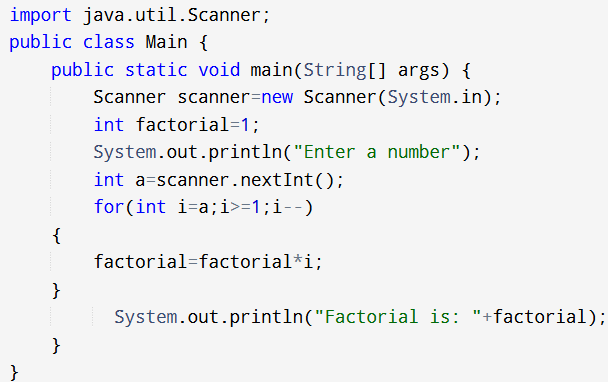 import java.util.Scanner;
public class Main {
    public static void main(String[] args) {
        Scanner scanner=new Scanner(System.in);
        int factorial=1;
        System.out.println("Enter a number");
        int a=scanner.nextInt();
        for(int i=a;i>=1;i--)
    {
        factorial=factorial*i;
    }
          System.out.println("Factorial is: "+factorial);
    }
}